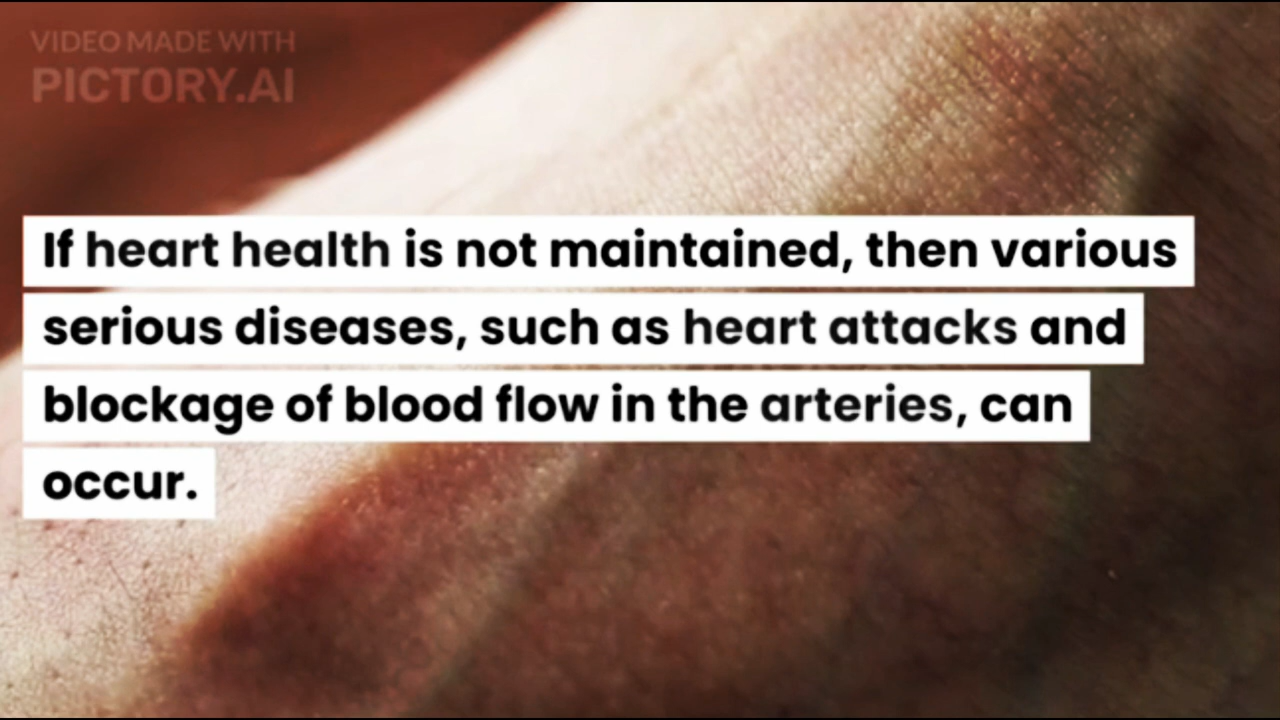 VIDEO MADE WITH
PICTORY.AI
If heart health is not maintained, then various
serious diseases, such as heart attacks and
blockage of blood flow in the arteries, can
occur.